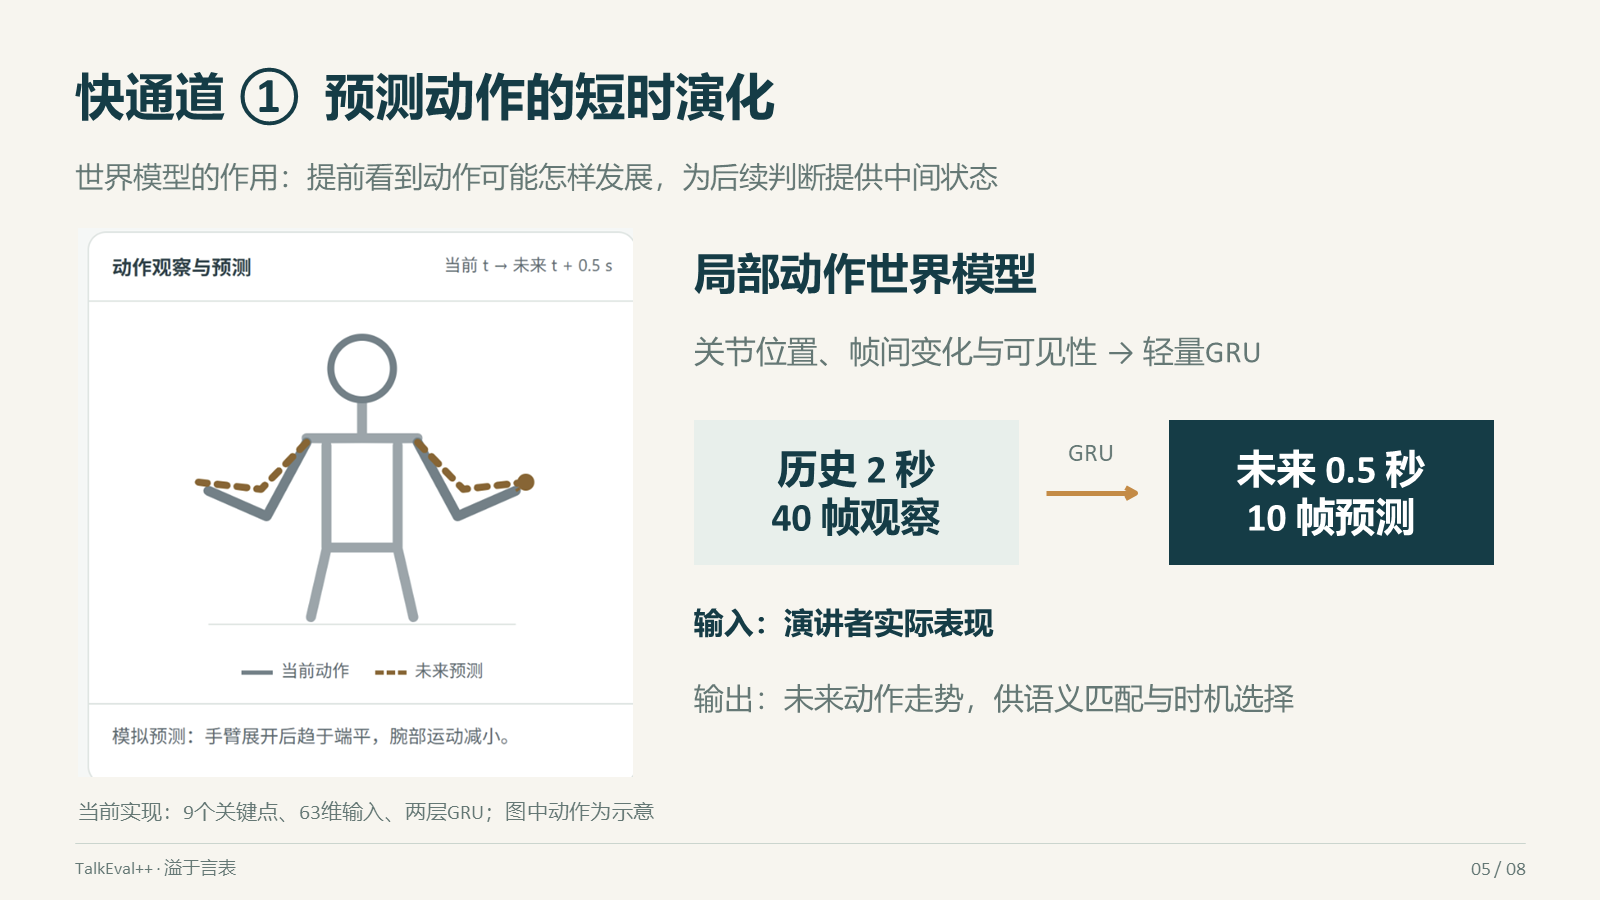 快通道 ① 预测动作的短时演化
世界模型的作用：提前看到动作可能怎样发展，为后续判断提供中间状态
动作观察与预测
当前 t → 未来 t + 0.5 s
当前动作
未来预测
模拟预测：手臂展开后趋于端平，腕部运动减小。
当前实现：9个关键点、63维输入、两层GRU；图中动作为示意
局部动作世界模型
关节位置、帧间变化与可见性 → 轻量GRU
历史 2 秒
40 帧观察
GRU
未来 0.5 秒
10 帧预测
输入：演讲者实际表现
输出：未来动作走势，供语义匹配与时机选择
TalkEval++ · 溢于言表
05 / 08